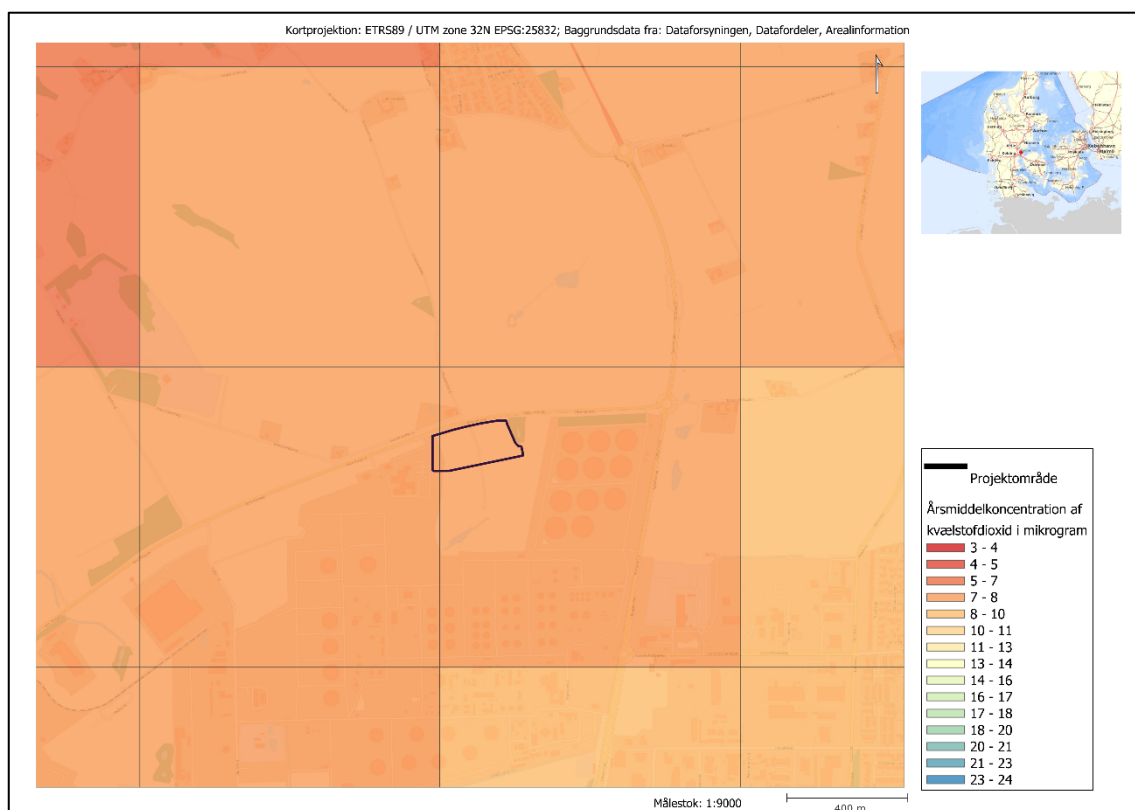 Kortprojektion: ETRS89 / UTM zone 32N EPSG:25832; Baggrundsdata fra: Dataforsyningen, Datafordeler, Arealinformation
Projektområde
Årsmiddelkoncentration af
kvælstofdioxid i mikrogram
3 - 4
4 - 5
5 - 7
7 - 8
8 - 10
10 - 11
11 - 13
13 - 14
14 - 16
16 - 17
17 - 18
18 - 20
20 - 21
21 - 23
23 - 24
Målestok: 1:9000
400 m